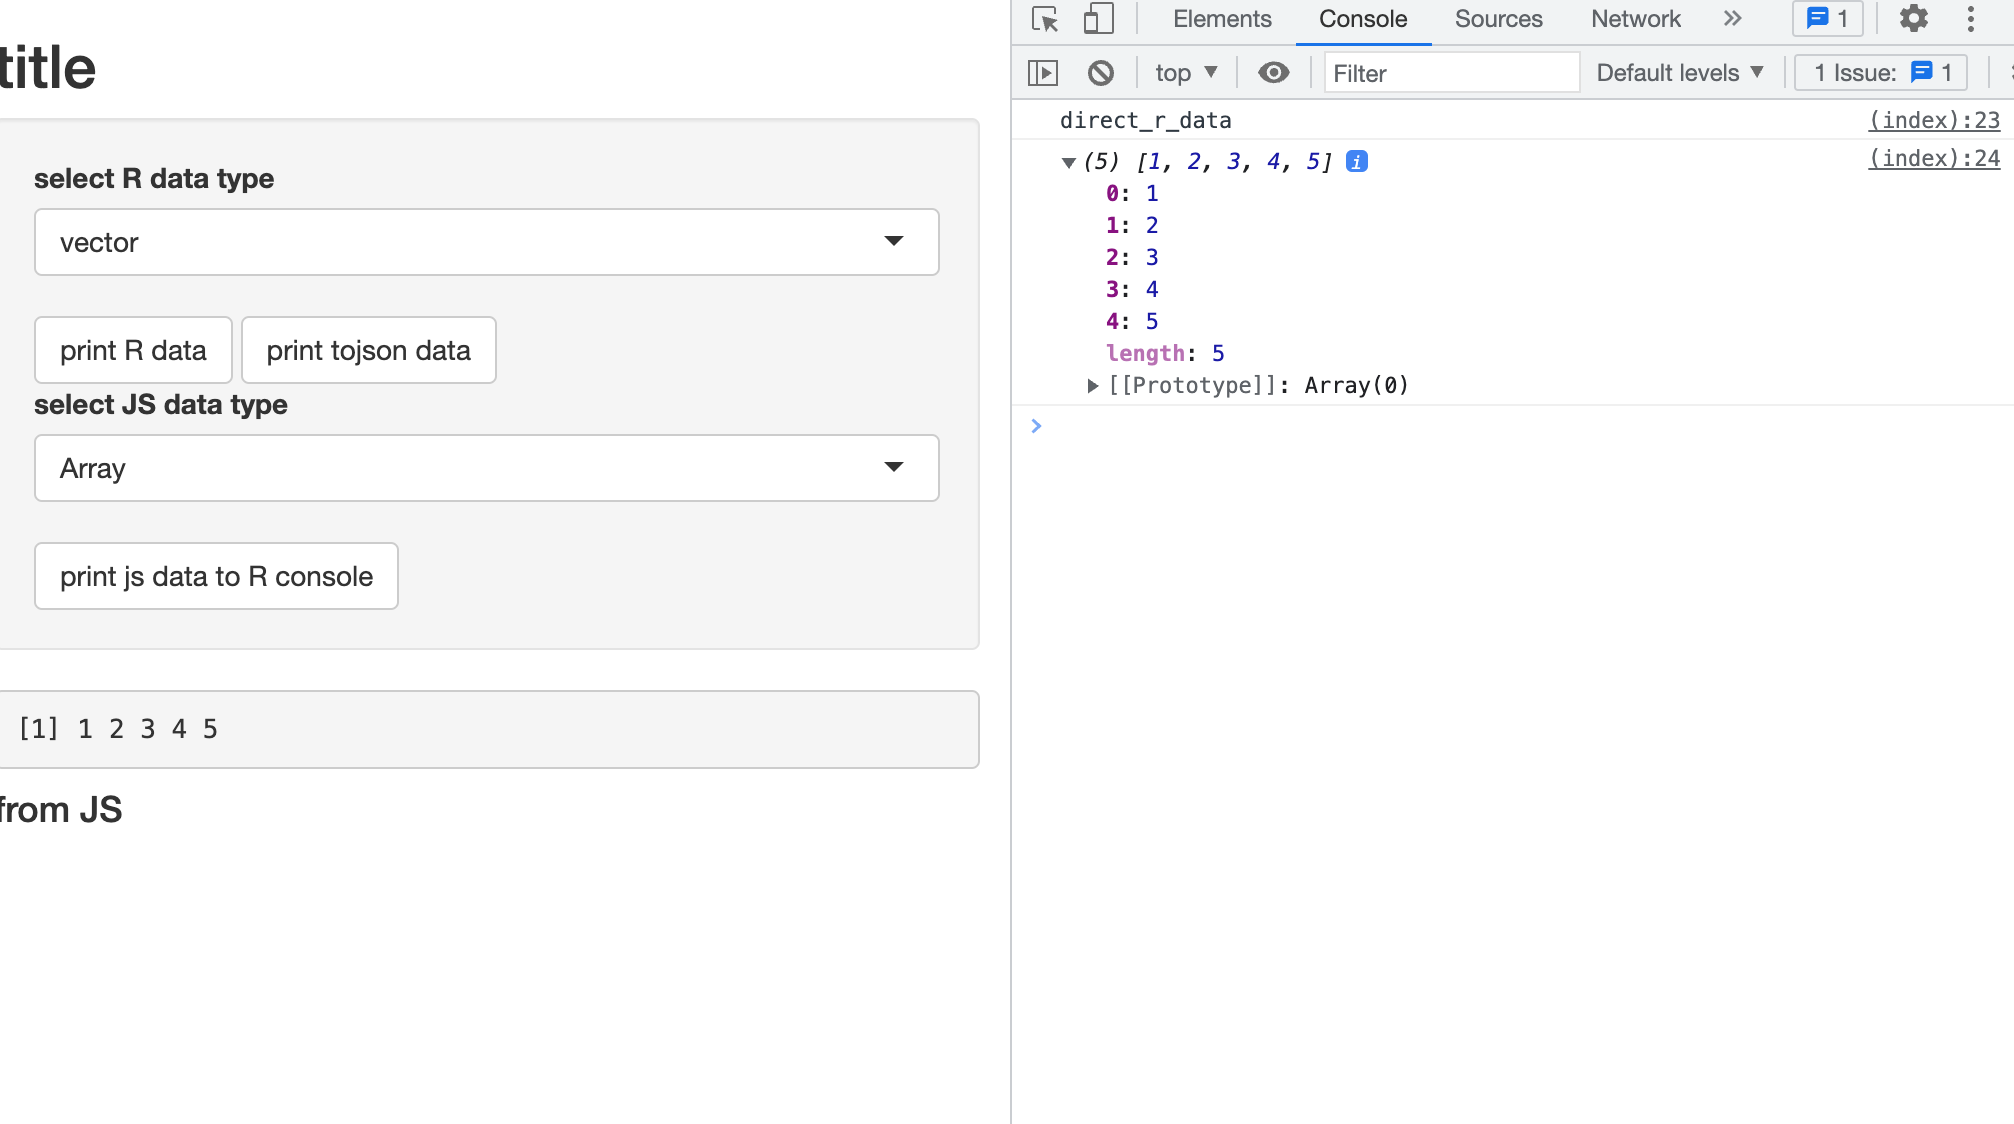 title
select R data type
vector
print R data print tojson data
select JS data type
Array
print js data to R console
[1] 1 2 3 4 5
from JS
Elements Console Sources Network 1
top Filter Default levels 1 Issue: 1
direct_r_data (index):23
(5) [1, 2, 3, 4, 5] i (index):24
0: 1
1: 2
2: 3
3: 4
4: 5
length: 5
[[Prototype]]: Array(0)